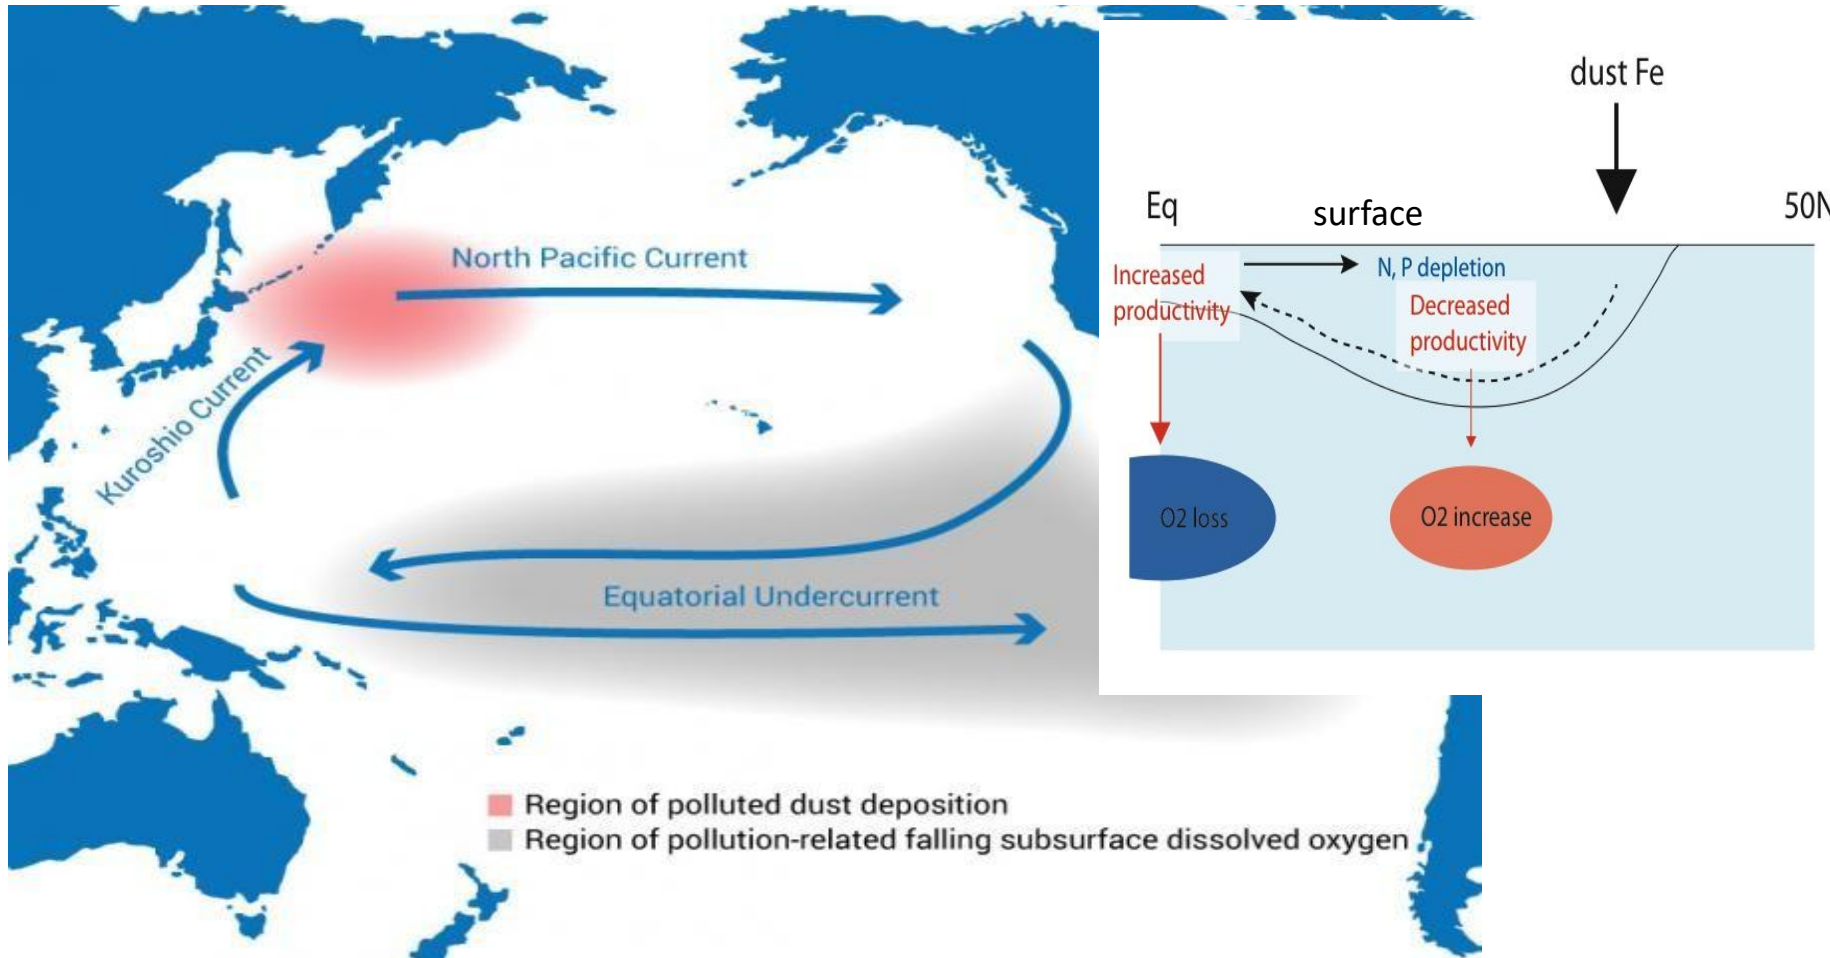 North Pacific Current
Kuroshio Current
Equatorial Undercurrent
Region of polluted dust deposition
Region of pollution-related falling subsurface dissolved oxygen
dust Fe
Eq
surface
50N
Increased
productivity
N, P depletion
Decreased
productivity
O2 loss
O2 increase